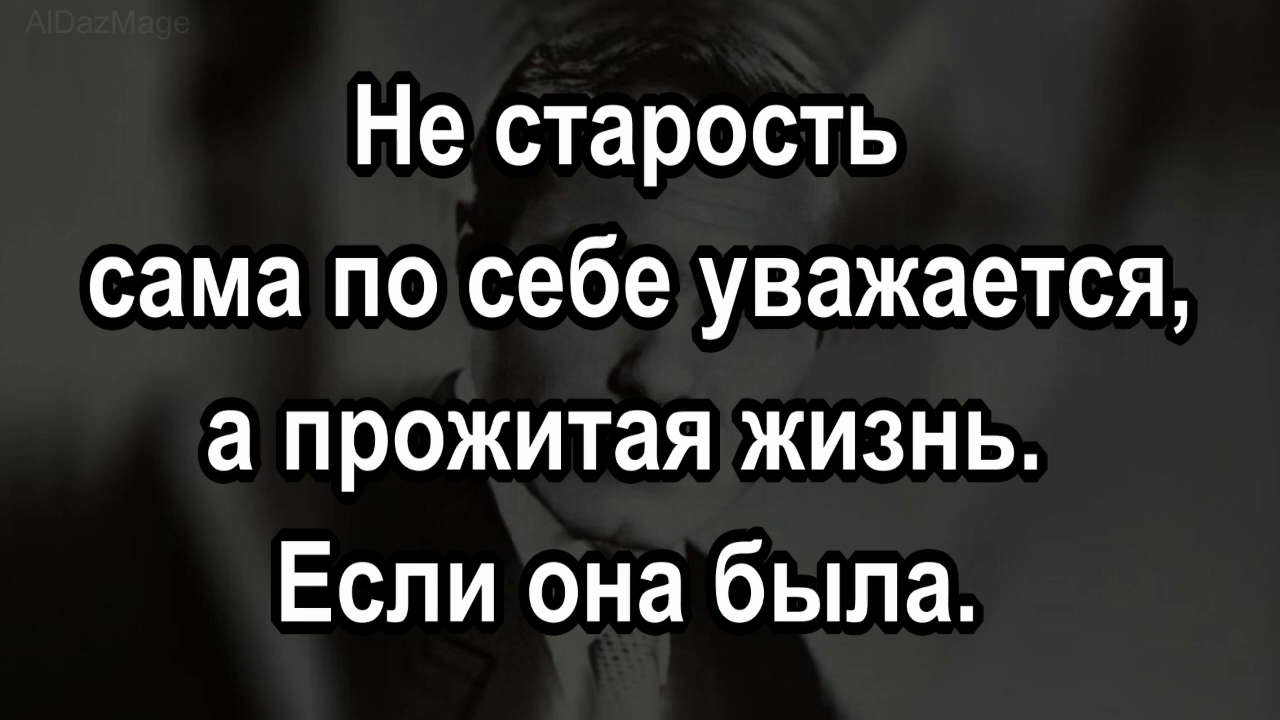 AlDazMage
Не старость
сама по себе уважается,
а прожитая жизнь.
Если она была.